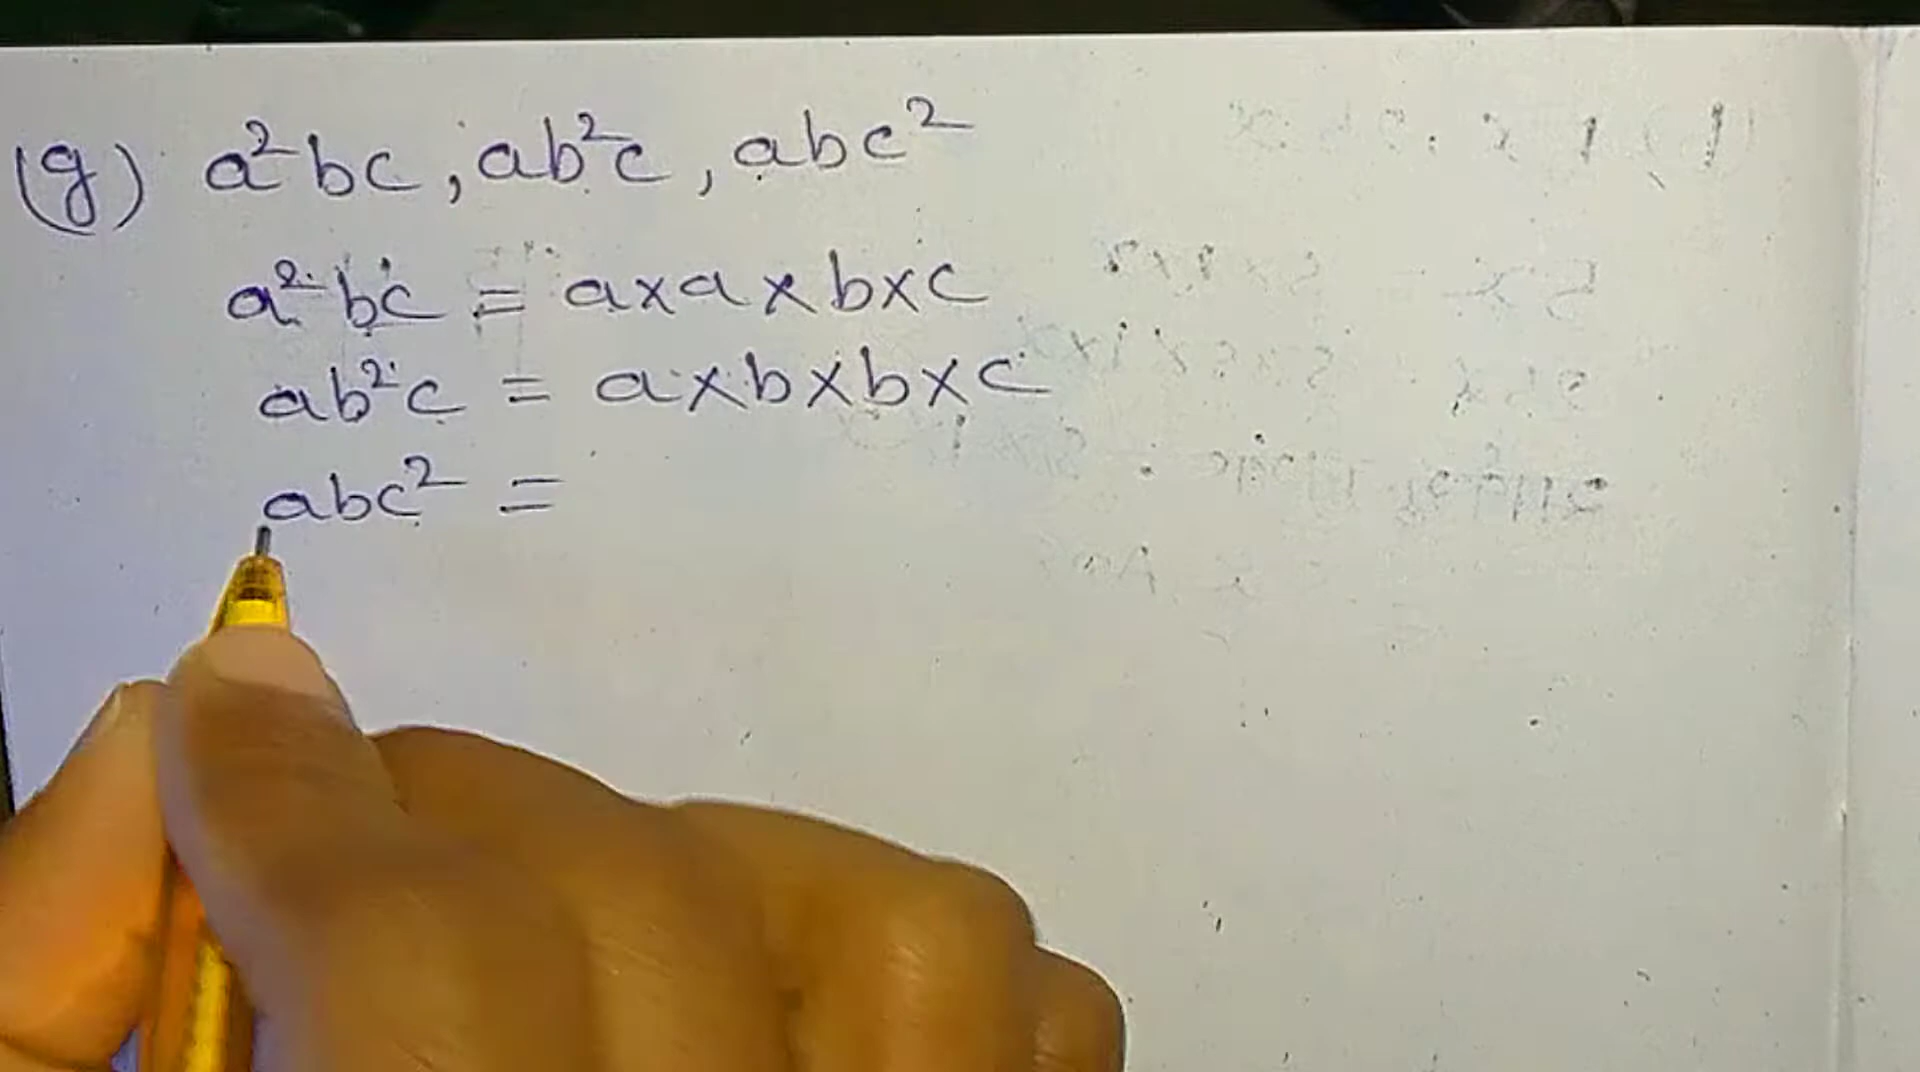 (g) a²bc, ab²c, abc²
a²bc = a×a×b×c
ab²c = a×b×b×c
abc² =